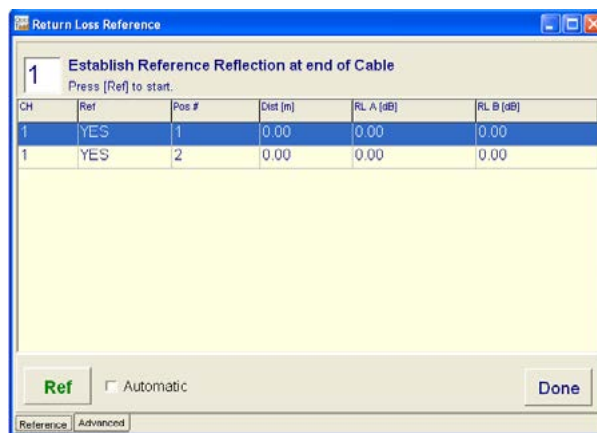 Return Loss Reference
1 Establish Reference Reflection at end of Cable
Press [Ref] to start.
CH Ref Pos # Dist [m] RL A [dB] RL B [dB]
1 YES 1 0.00 0.00 0.00
1 YES 2 0.00 0.00 0.00
Ref Automatic Done
Reference Advanced